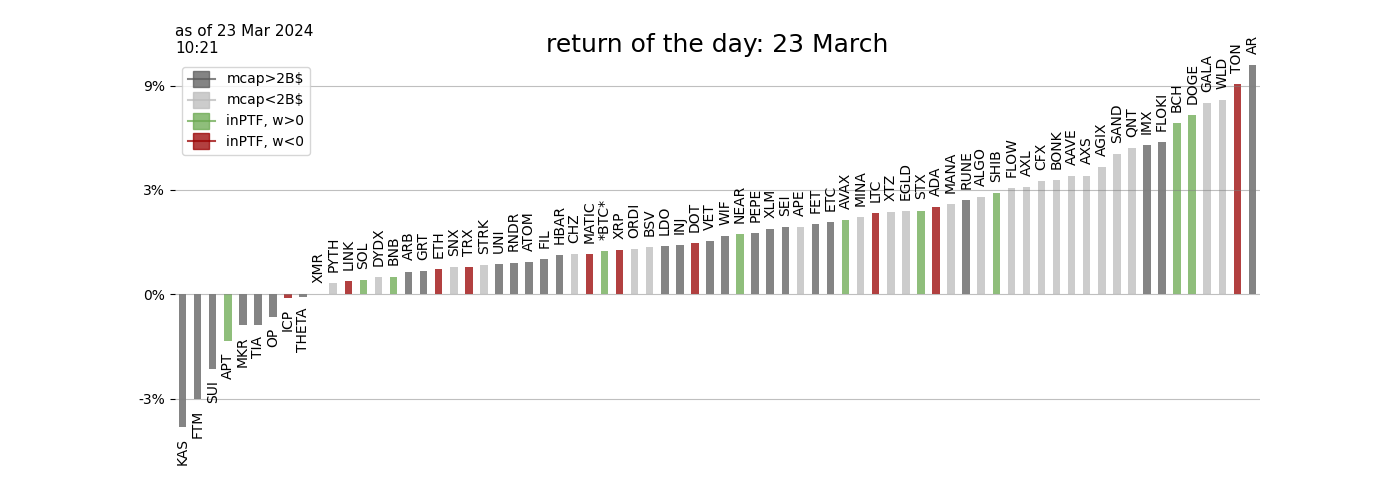 as of 23 Mar 2024
10:21
return of the day: 23 March
mcap>2B$
mcap<2B$
inPTF, w>0
inPTF, w<0
9%
3%
0%
-3%
KAS
FTM
SUI
APT
MKR
TIA
OP
ICP
THETA
XMR
PYTH
LINK
SOL
DYDX
BNB
ARB
GRT
ETH
SNX
TRX
STRK
UNI
RNDR
ATOM
FIL
HBAR
CHZ
MATIC
*BTC*
XRP
ORDI
BSV
LDO
INJ
DOT
VET
WIF
NEAR
PEPE
XLM
SEI
APE
FET
ETC
AVAX
MINA
LTC
XTZ
EGLD
STX
ADA
MANA
RUNE
ALGO
SHIB
FLOW
AXL
CFX
BONK
AAVE
AXS
AGIX
SAND
QNT
IMX
FLOKI
BCH
DOGE
GALA
WLD
TON
AR